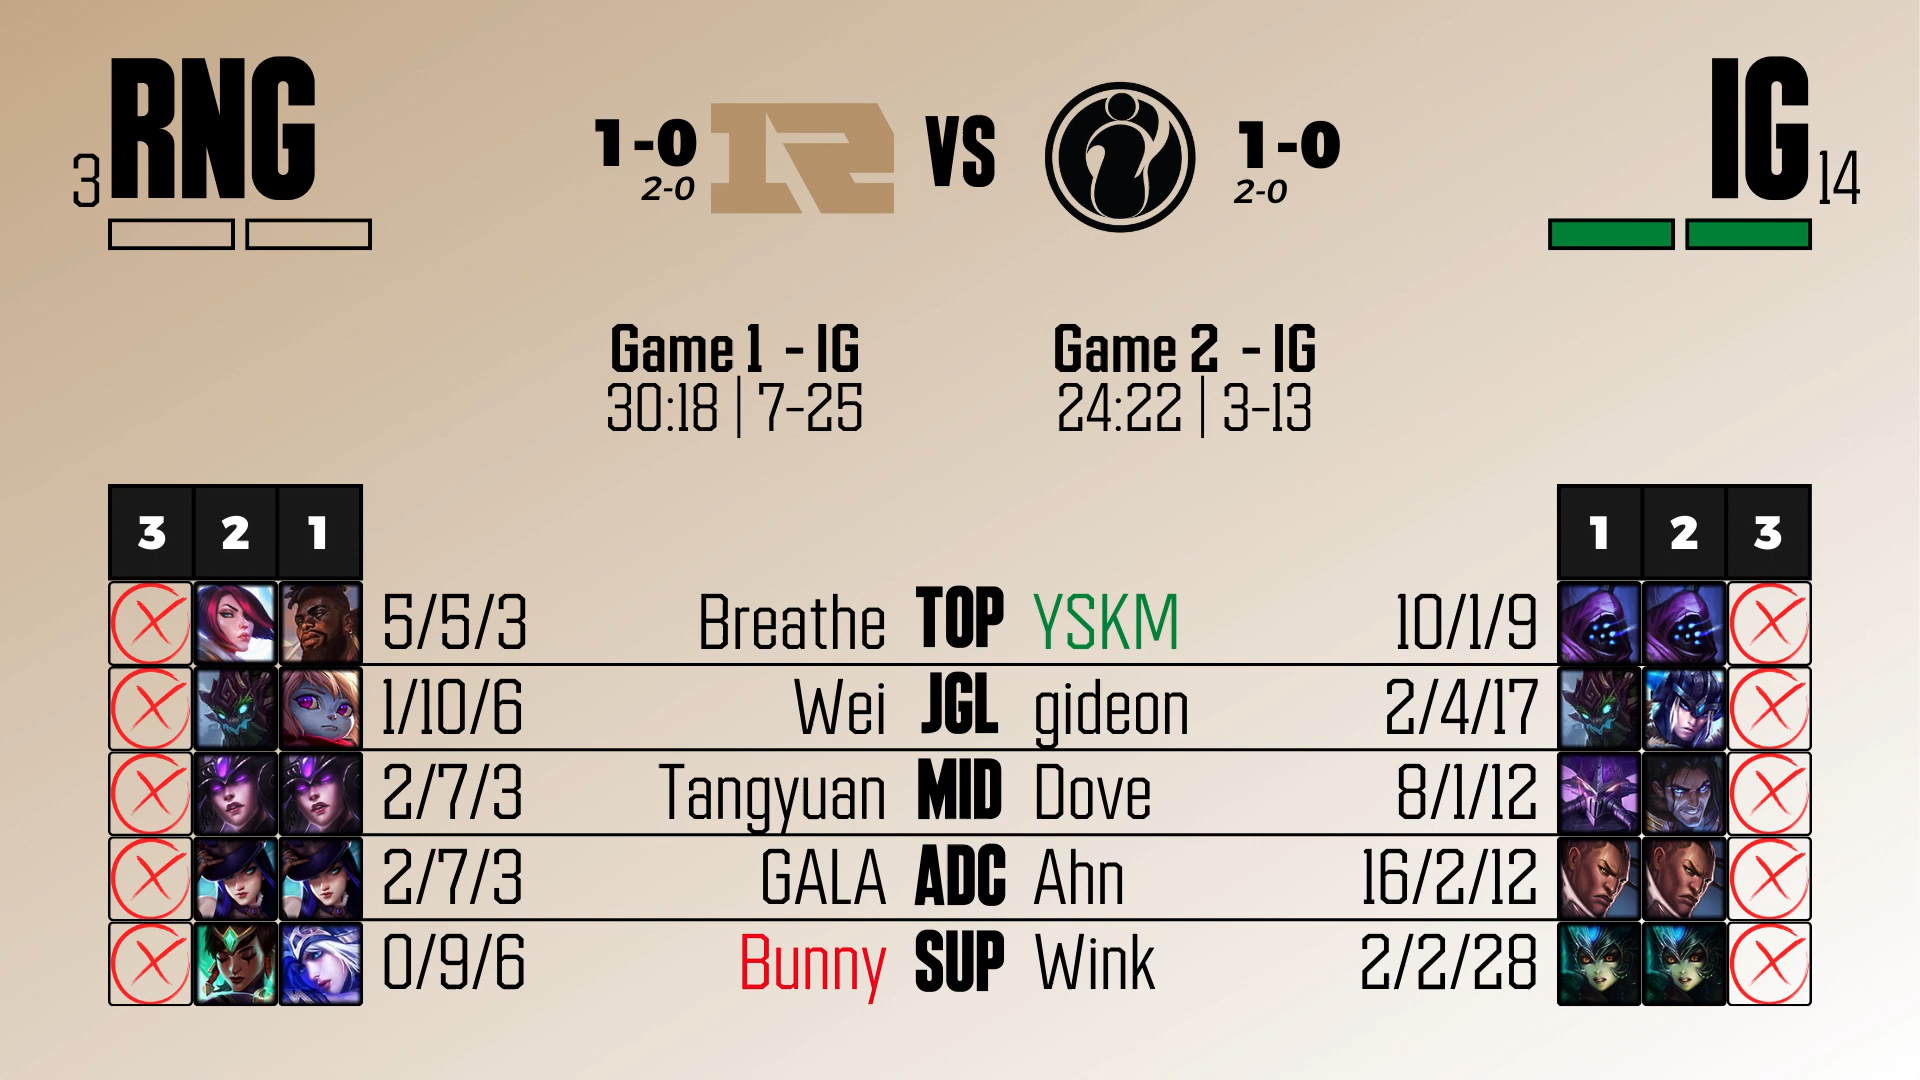 RNG
3
1-0
2-0
VS
1-0
2-0
IG
14
Game 1 - IG
30:18 | 7-25
Game 2 - IG
24:22 | 3-13
3 2 1
1 2 3
5/5/3 Breathe TOP YSKM 10/1/9
1/10/6 Wei JGL gideon 2/4/17
2/7/3 Tangyuan MID Dove 8/1/12
2/7/3 GALA ADC Ahn 16/2/12
0/9/6 Bunny SUP Wink 2/2/28